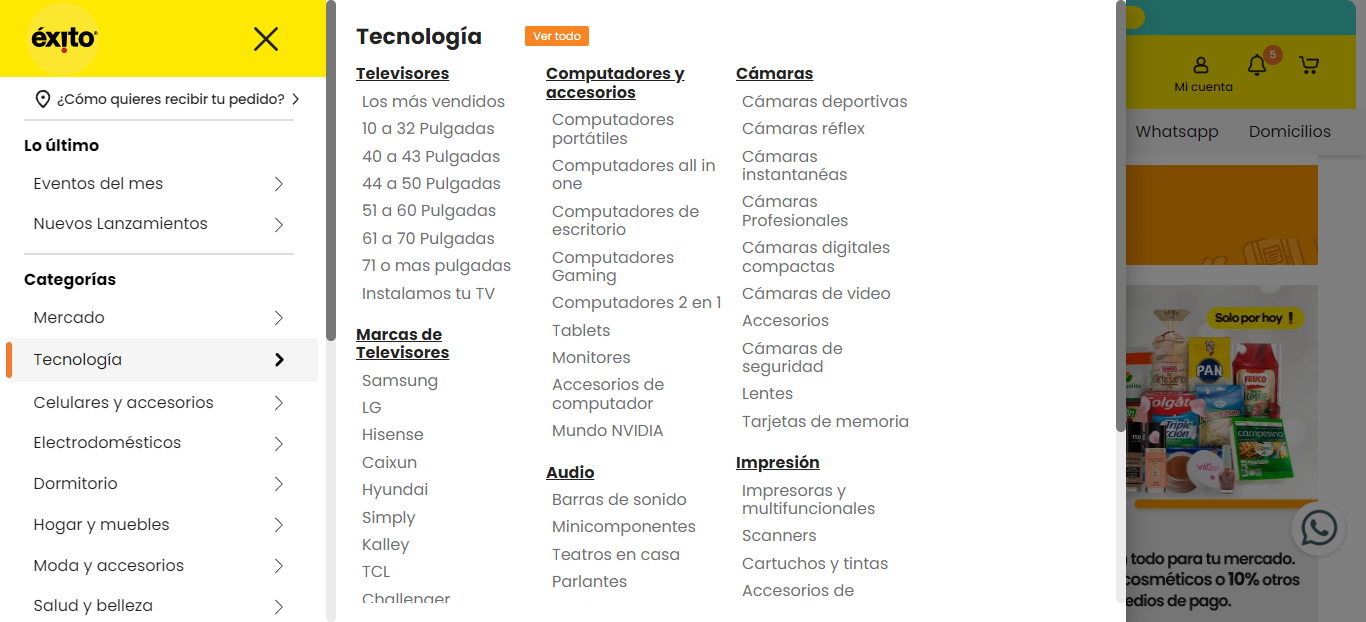 éxito
¿Cómo quieres recibir tu pedido?
Lo último
Eventos del mes
Nuevos Lanzamientos
Categorías
Mercado
Tecnología
Celulares y accesorios
Electrodomésticos
Dormitorio
Hogar y muebles
Moda y accesorios
Salud y belleza
Tecnología
Ver todo
Televisores
Los más vendidos
10 a 32 Pulgadas
40 a 43 Pulgadas
44 a 50 Pulgadas
51 a 60 Pulgadas
61 a 70 Pulgadas
71 o mas pulgadas
Instalamos tu TV
Marcas de
Televisores
Samsung
LG
Hisense
Caixun
Hyundai
Simply
Kalley
TCL
Challenger
Computadores y
accesorios
Computadores
portátiles
Computadores all in
one
Computadores de
escritorio
Computadores
Gaming
Computadores 2 en 1
Tablets
Monitores
Accesorios de
computador
Mundo NVIDIA
Audio
Barras de sonido
Minicomponentes
Teatros en casa
Parlantes
Cámaras
Cámaras deportivas
Cámaras réflex
Cámaras
instantanéas
Cámaras
Profesionales
Cámaras digitales
compactas
Cámaras de video
Accesorios
Cámaras de
seguridad
Lentes
Tarjetas de memoria
Impresión
Impresoras y
multifuncionales
Scanners
Cartuchos y tintas
Accesorios de
5
Mi cuenta
Whatsapp
Domicilios
Solo por hoy !
PAN
FRUCO
Colgate
Triple
Acción
CAMPESINO
todo para tu mercado.
cosméticos o 10% otros
edios de pago.